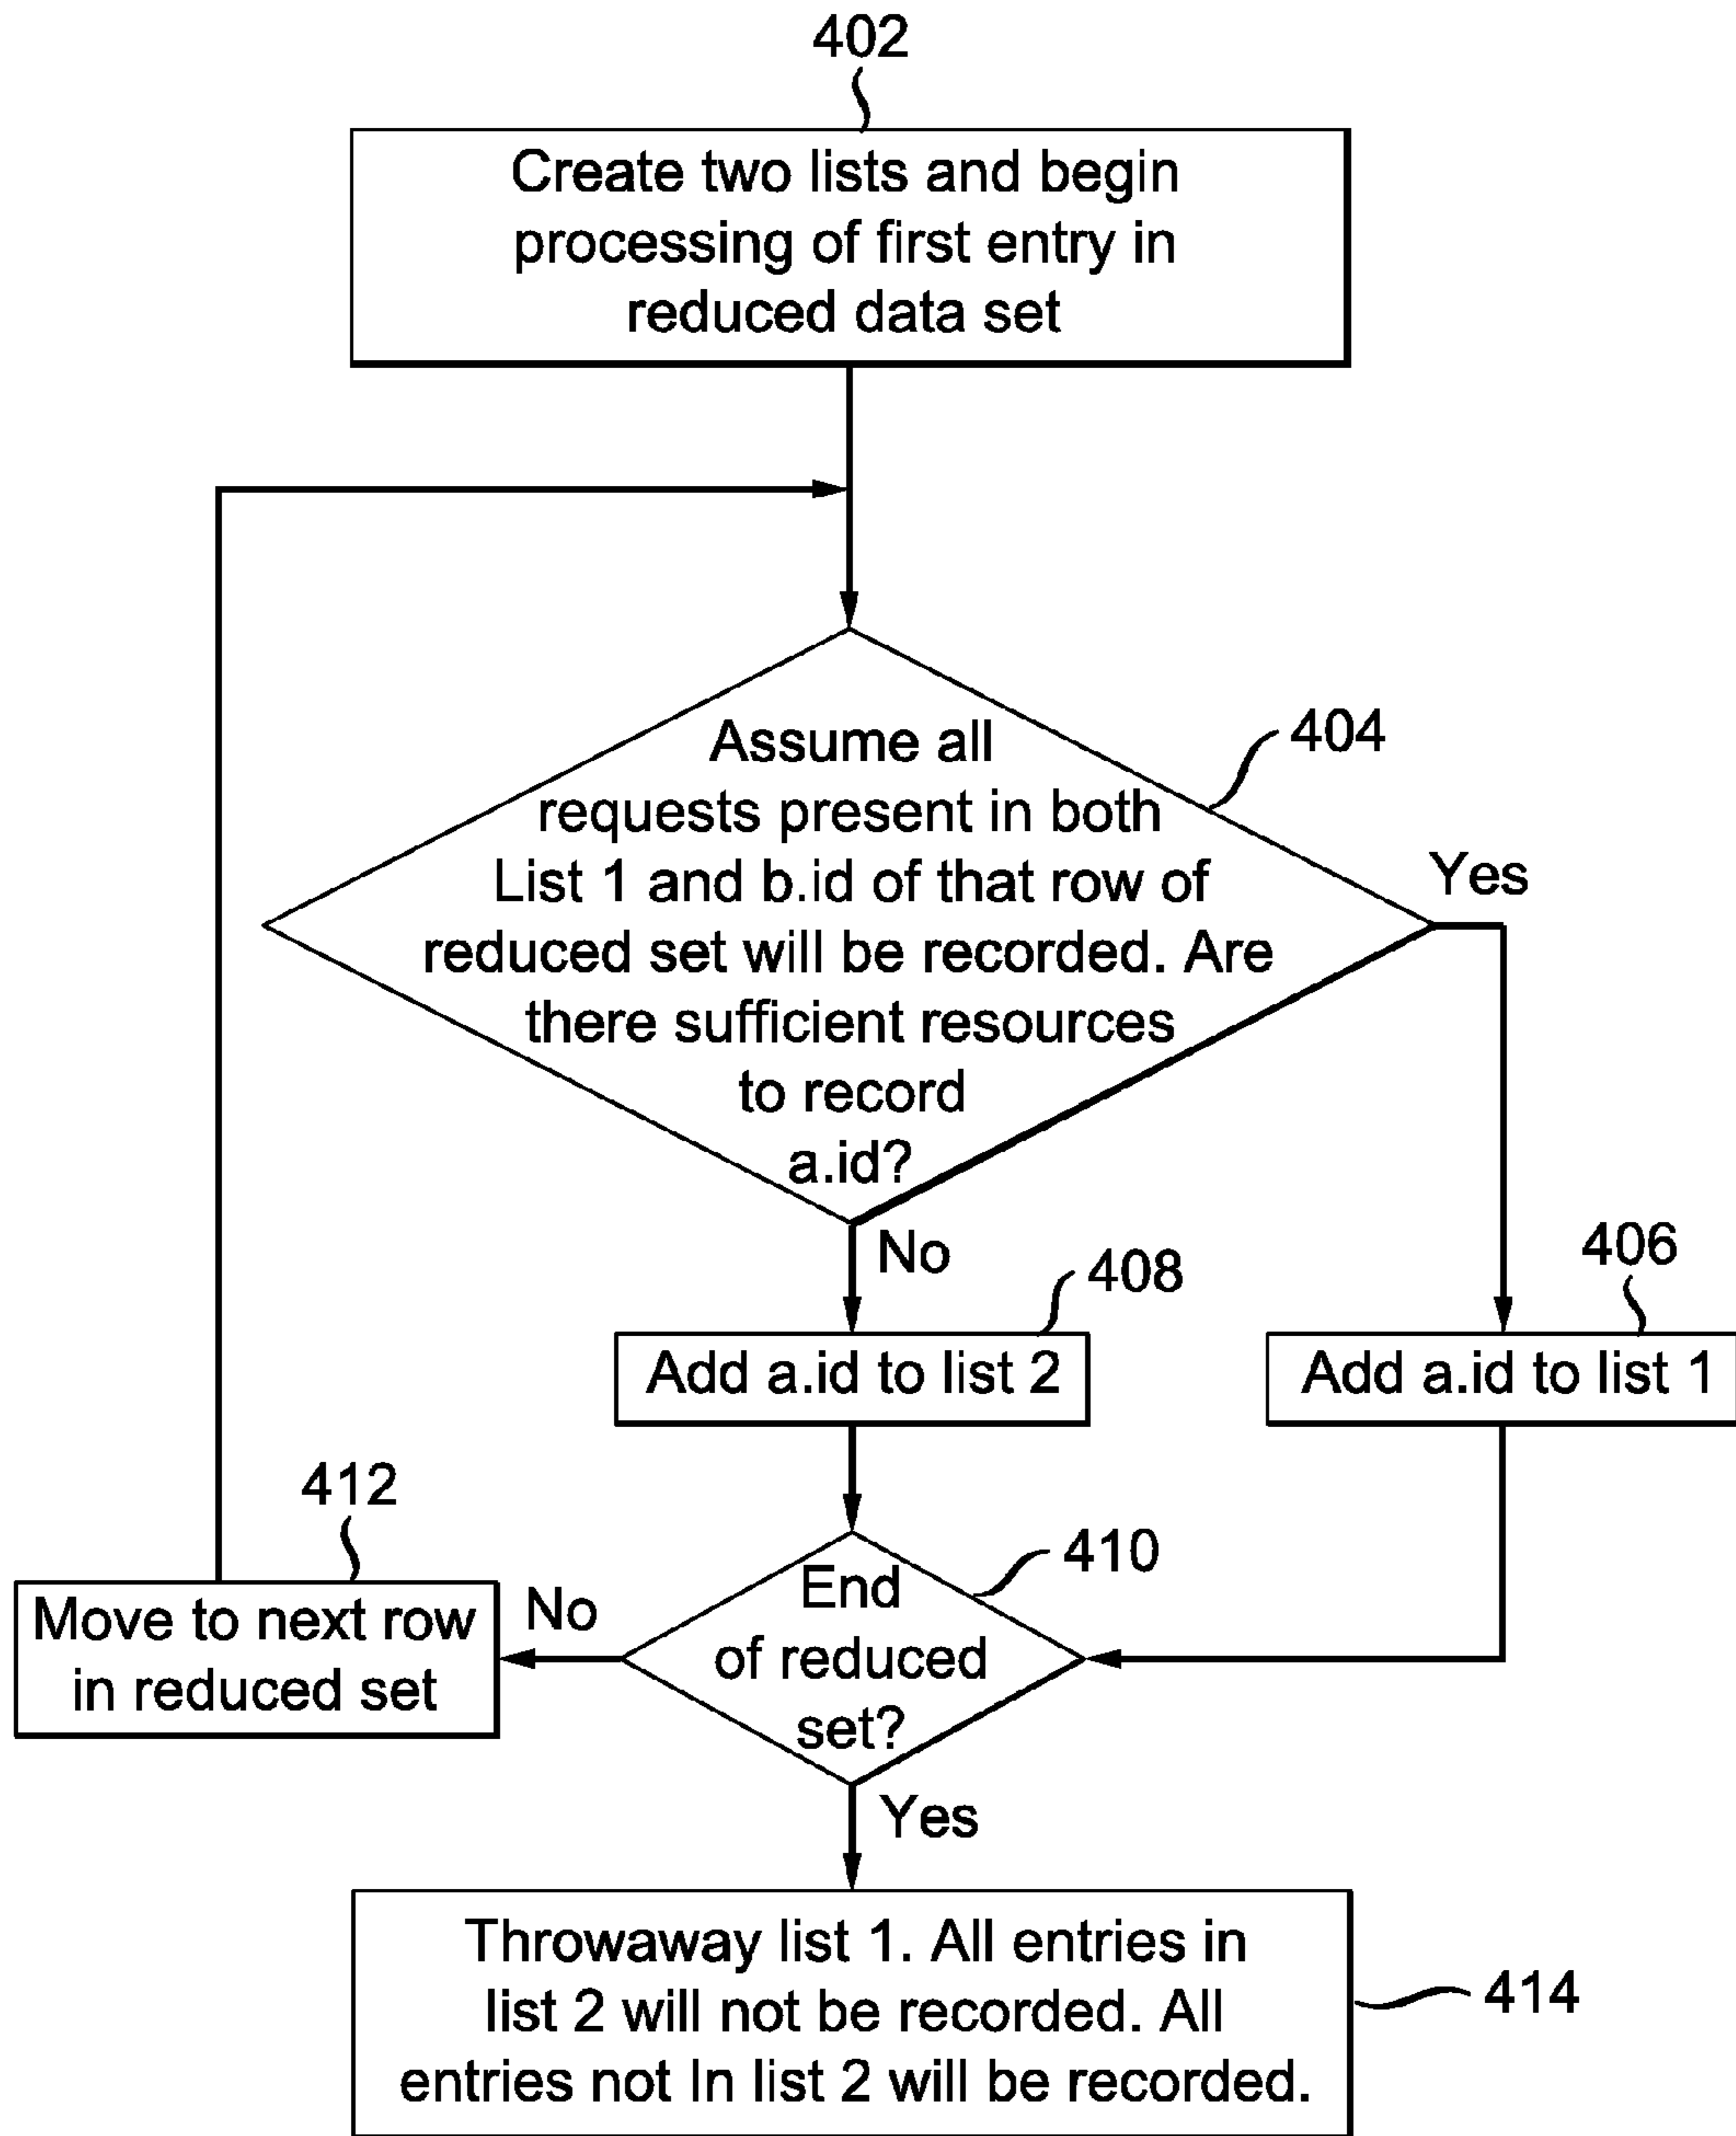 402
Create two lists and begin
processing of first entry in
reduced data set
Assume all
requests present in both
List 1 and b.id of that row of
reduced set will be recorded. Are
there sufficient resources
to record
a.id?
404
Yes
No
408
406
Add a.id to list 2
Add a.id to list 1
412
410
Move to next row
in reduced set
No
End
of reduced
set?
Yes
Throwaway list 1. All entries in
list 2 will not be recorded. All
entries not In list 2 will be recorded.
414